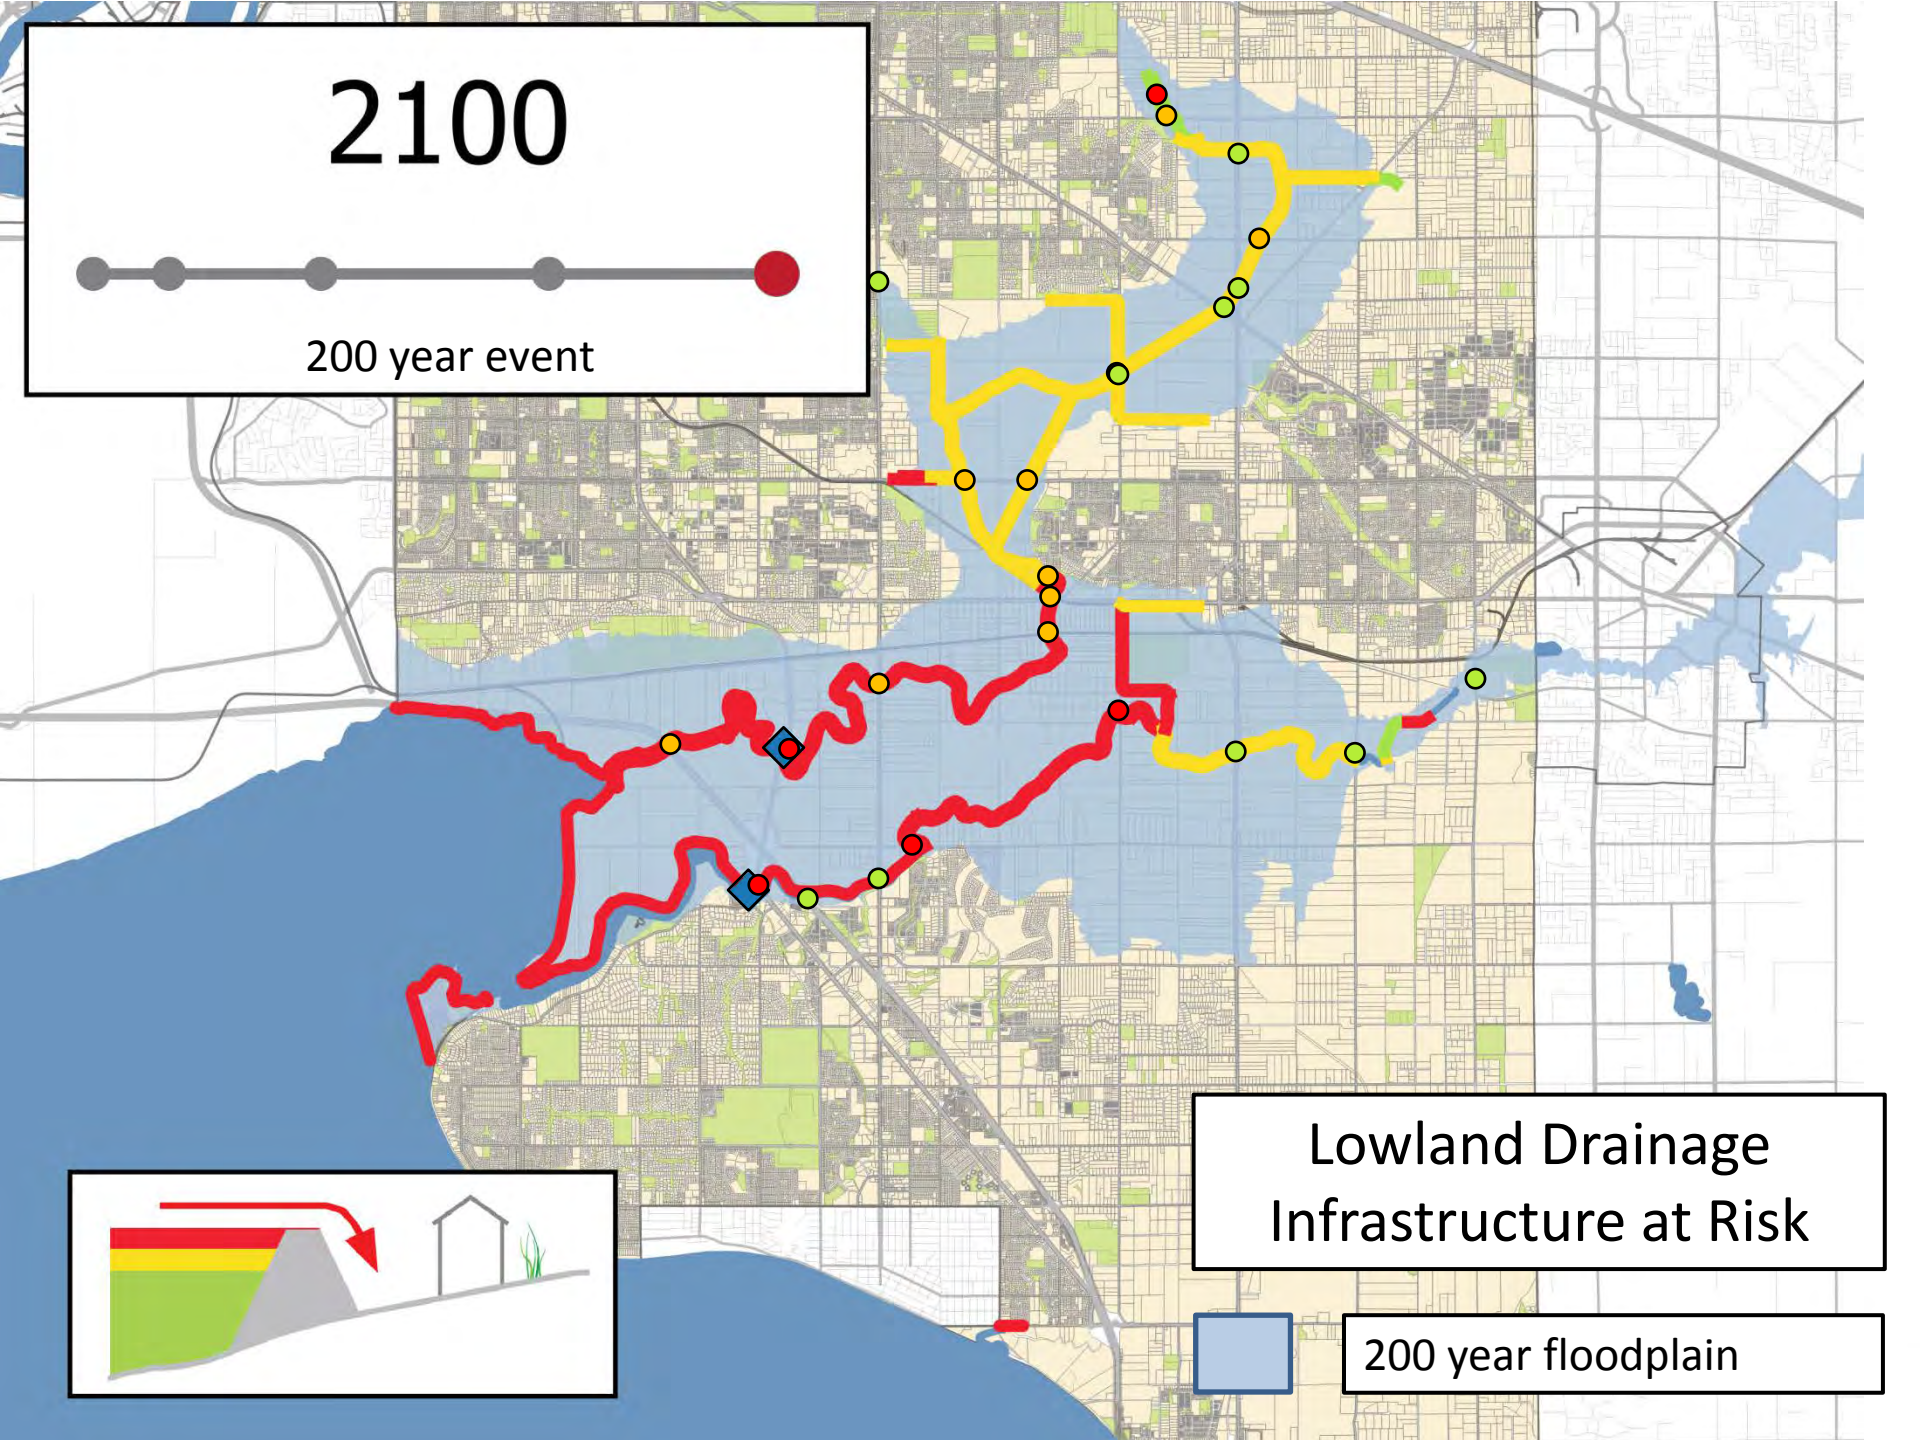 2100
200 year event
Lowland Drainage
Infrastructure at Risk
200 year floodplain